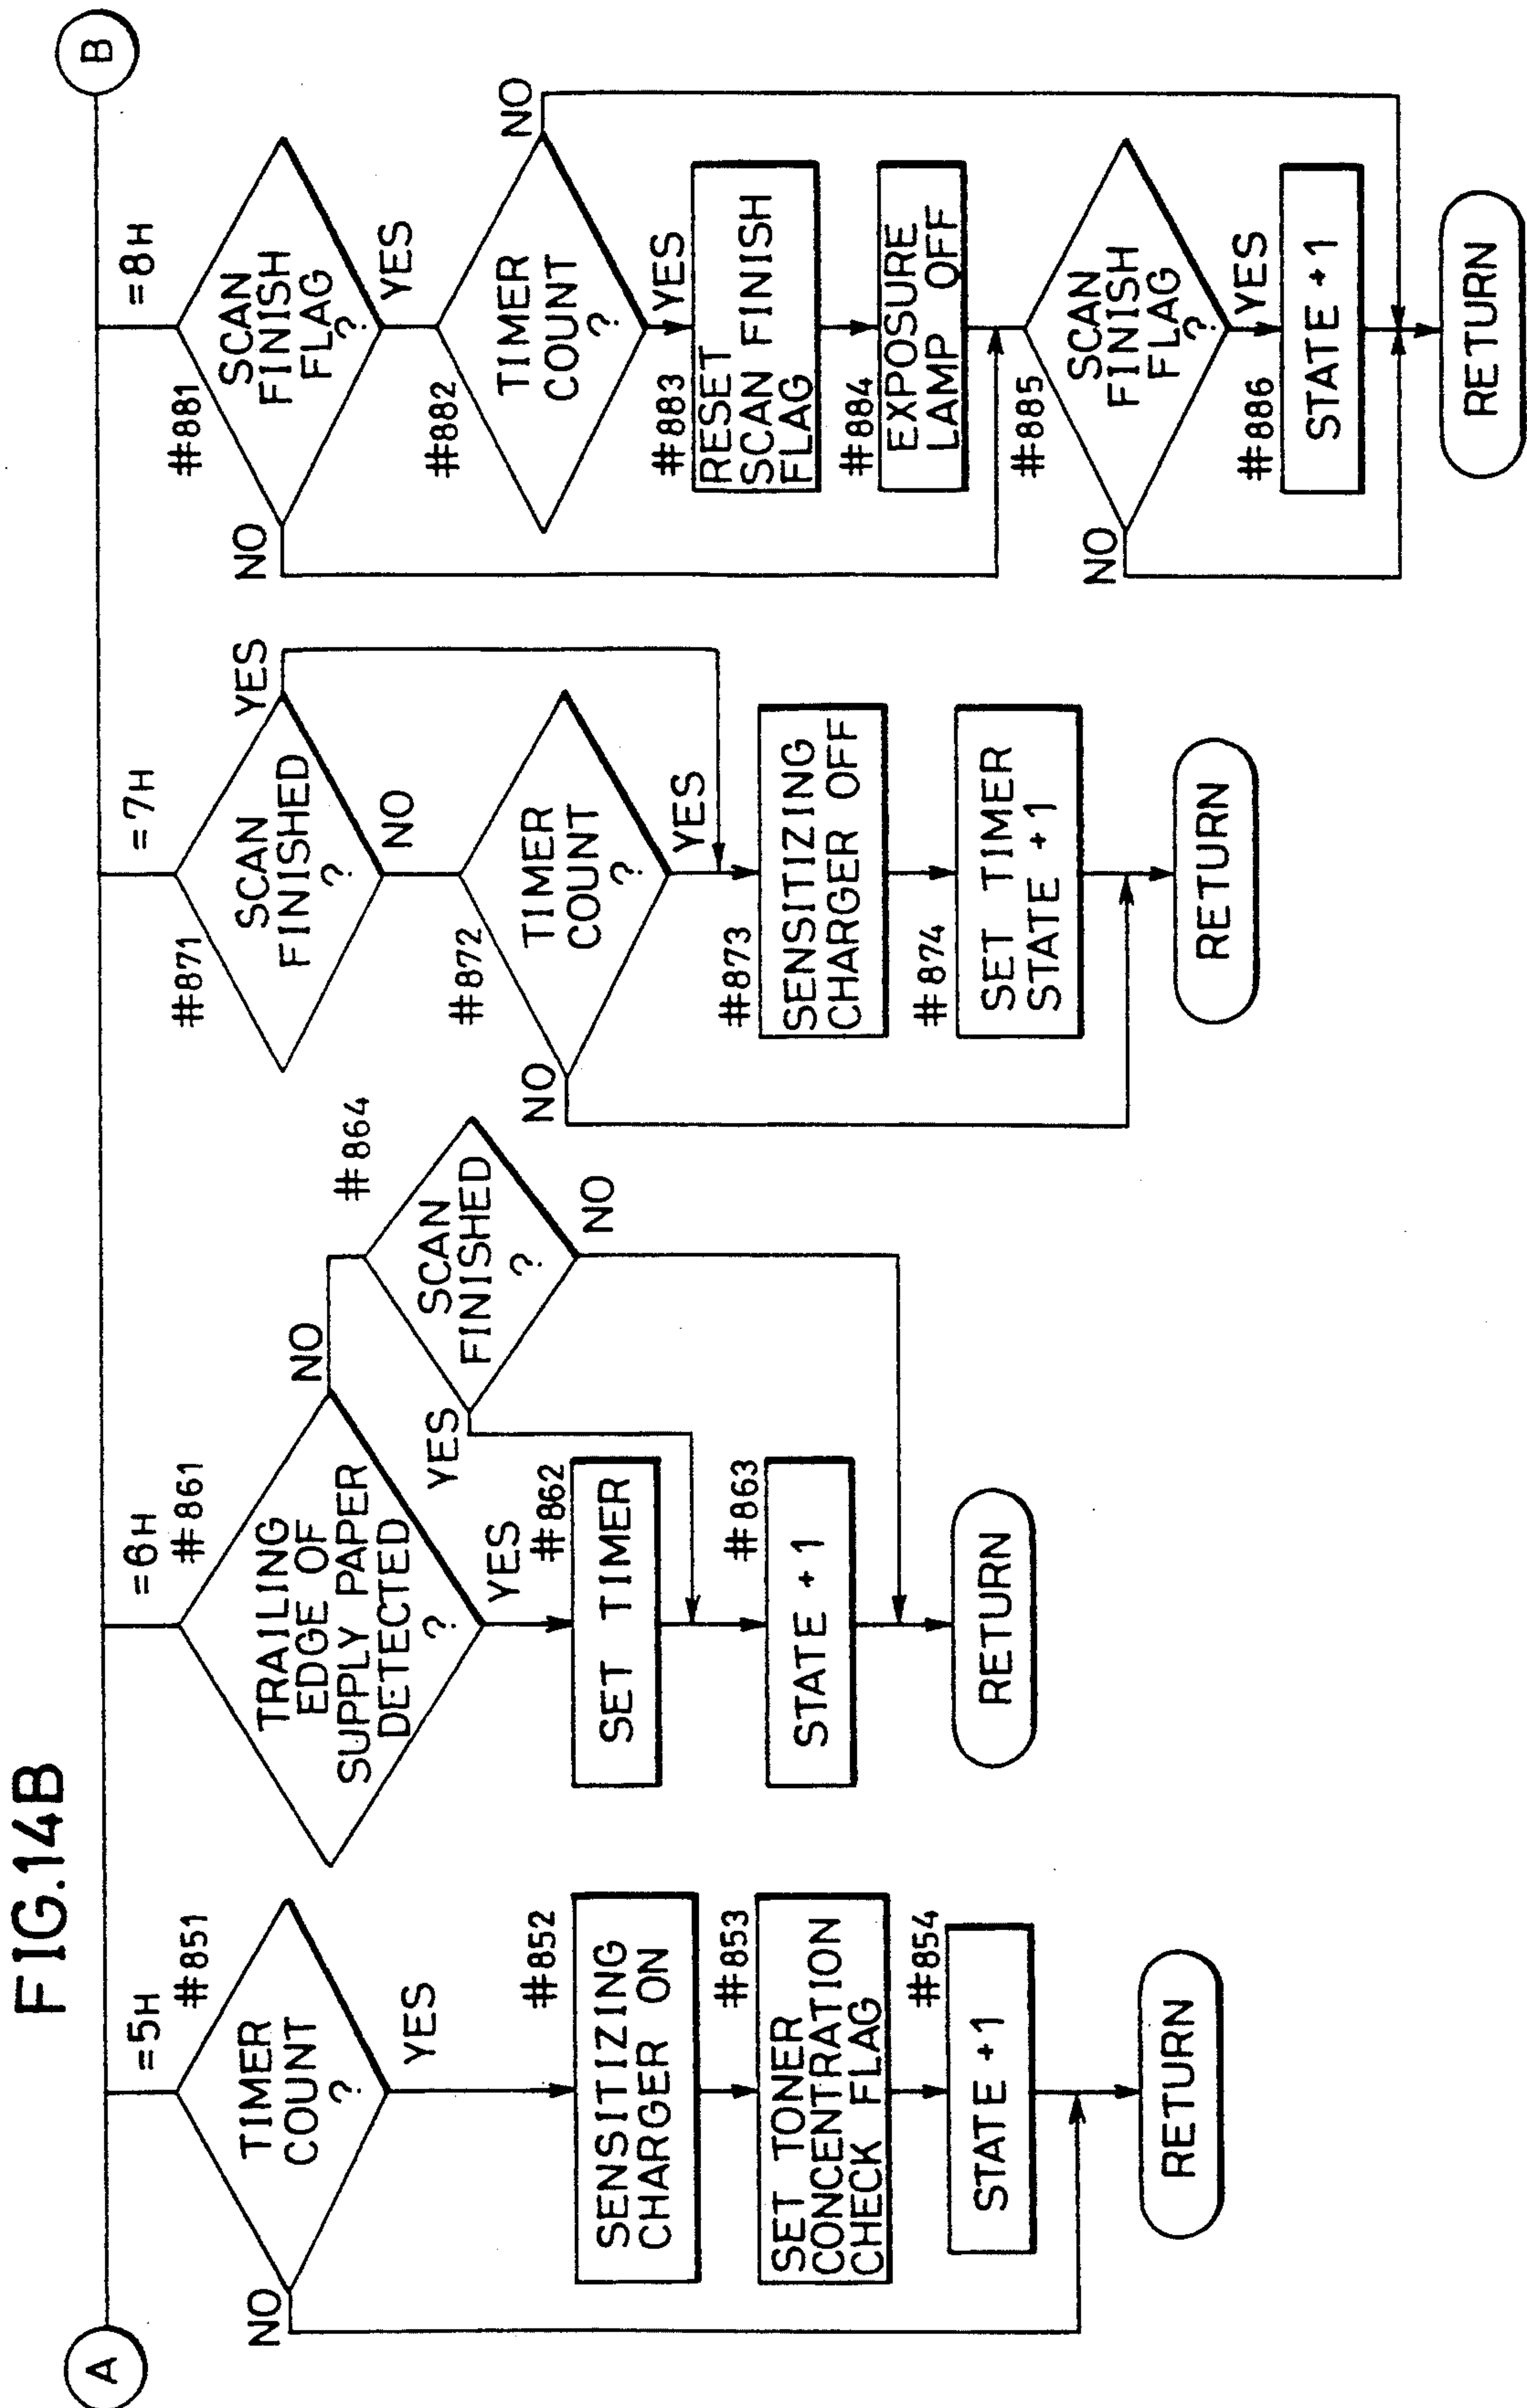 FIG.14B
A
B
=5H
#851
TIMER
COUNT
?
NO
YES
#852
SENSITIZING
CHARGER ON
#853
SET TONER
CONCENTRATION
CHECK FLAG
#854
STATE +1
RETURN
=6H
#861
TRAILING
EDGE OF
SUPPLY PAPER
DETECTED
?
NO
YES
#864
SCAN
FINISHED
?
YES
NO
#862
SET TIMER
#863
STATE +1
RETURN
=7H
#871
SCAN
FINISHED
?
YES
NO
#872
TIMER
COUNT
?
NO
YES
#873
SENSITIZING
CHARGER OFF
#874
SET TIMER
STATE +1
RETURN
=8H
#881
SCAN
FINISH
FLAG
?
NO
YES
#882
TIMER
COUNT
?
NO
YES
#883
RESET
SCAN FINISH
FLAG
#884
EXPOSURE
LAMP OFF
#885
SCAN
FINISH
FLAG
?
NO
YES
#886
STATE +1
RETURN